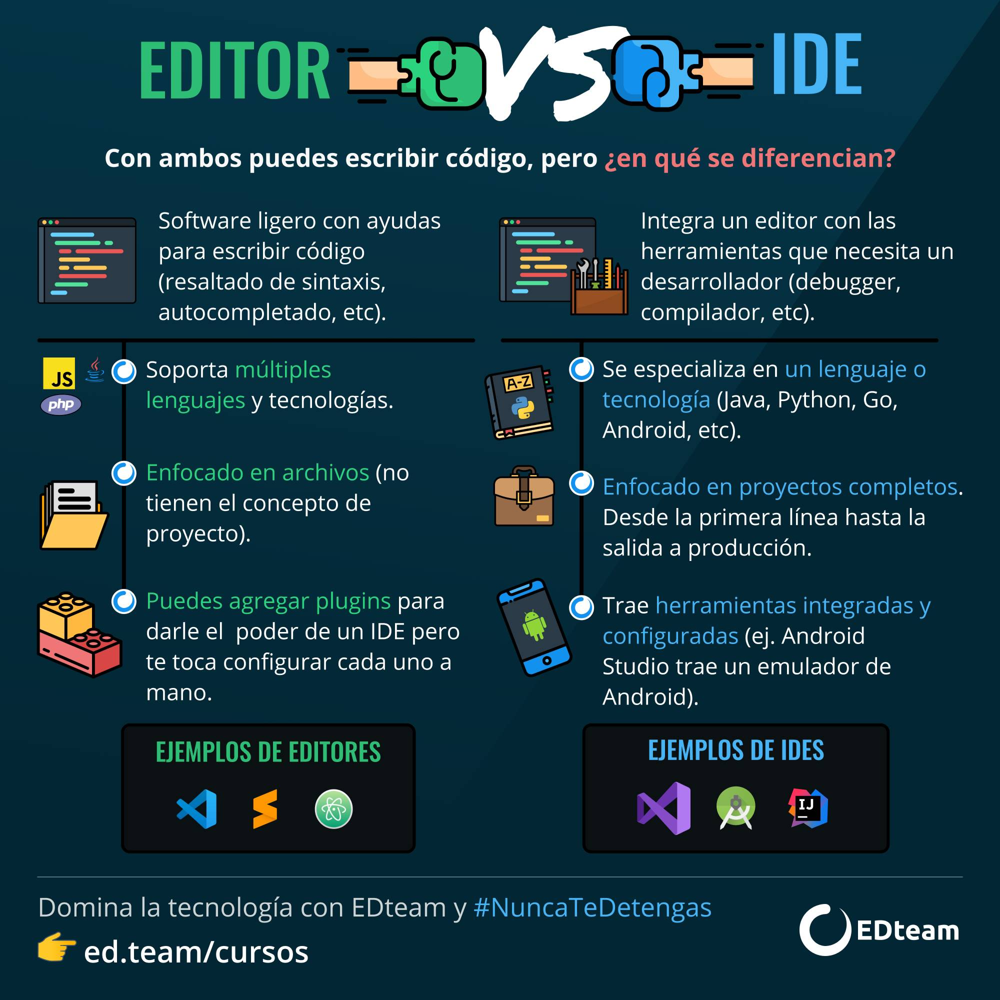 EDITOR VS IDE
Con ambos puedes escribir código, pero ¿en qué se diferencian?
Software ligero con ayudas
para escribir código
(resaltado de sintaxis,
autocompletado, etc).
JS
php
Soporta múltiples
lenguajes y tecnologías.
Enfocado en archivos (no
tienen el concepto de
proyecto).
Puedes agregar plugins para
darle el poder de un IDE pero
te toca configurar cada uno a
mano.
EJEMPLOS DE EDITORES
Integra un editor con las
herramientas que necesita un
desarrollador (debugger,
compilador, etc).
A-Z
Se especializa en un lenguaje o
tecnología (Java, Python, Go,
Android, etc).
Enfocado en proyectos completos.
Desde la primera línea hasta la
salida a producción.
Trae herramientas integradas y
configuradas (ej. Android
Studio trae un emulador de
Android).
EJEMPLOS DE IDES
IJ
Domina la tecnología con EDteam y #NuncaTeDetengas
ed.team/cursos
EDteam